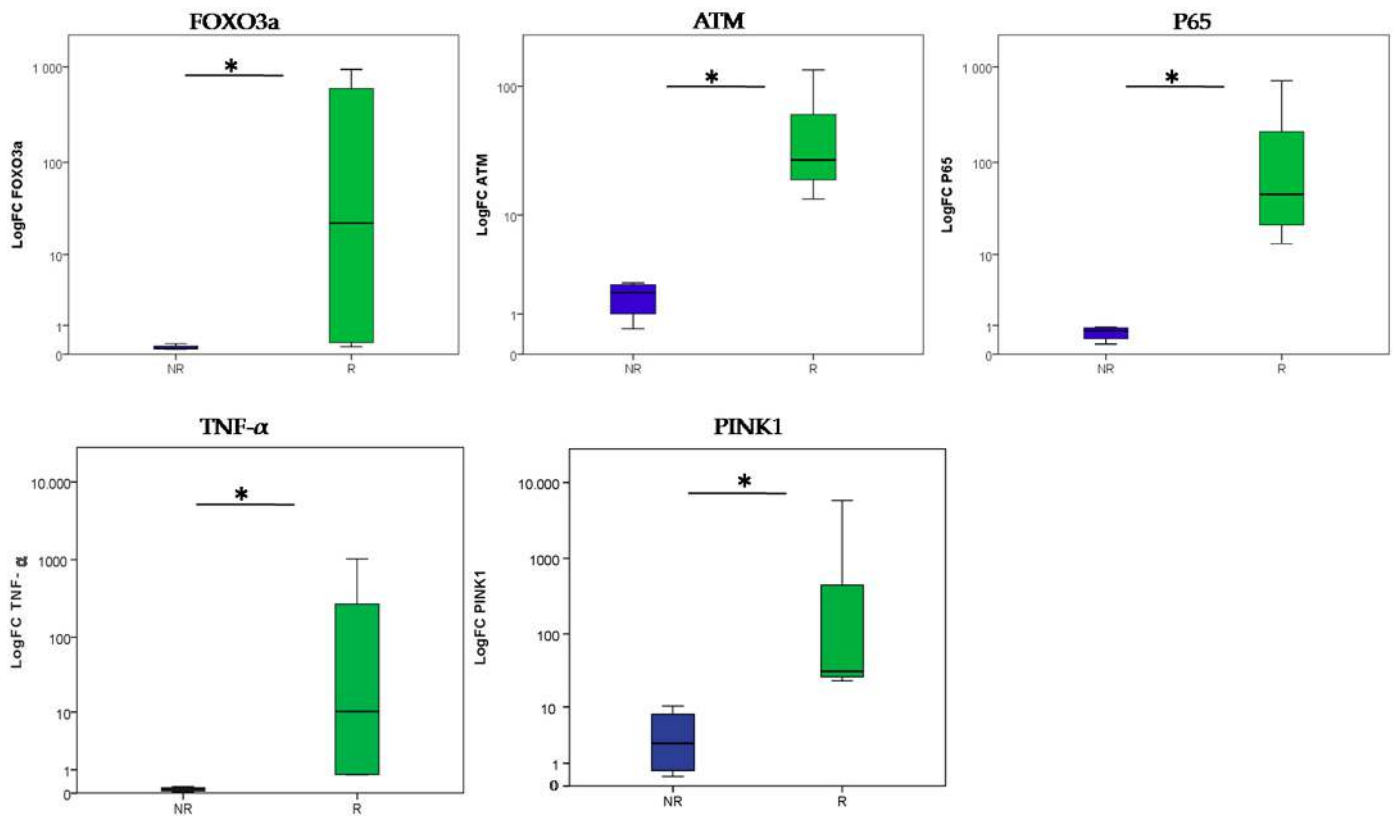 FOXO3a
LogFC FOXO3a
1 000
100
10
1
0
*
NR
R
ATM
LogFC ATM
100
10
1
0
*
NR
R
P65
LogFC P65
1 000
100
10
1
0
*
NR
R
TNF-α
LogFC TNF- α
10.000
1000
100
10
1
0
*
NR
R
PINK1
LogFC PINK1
10.000
1000
100
10
1
0
*
NR
R